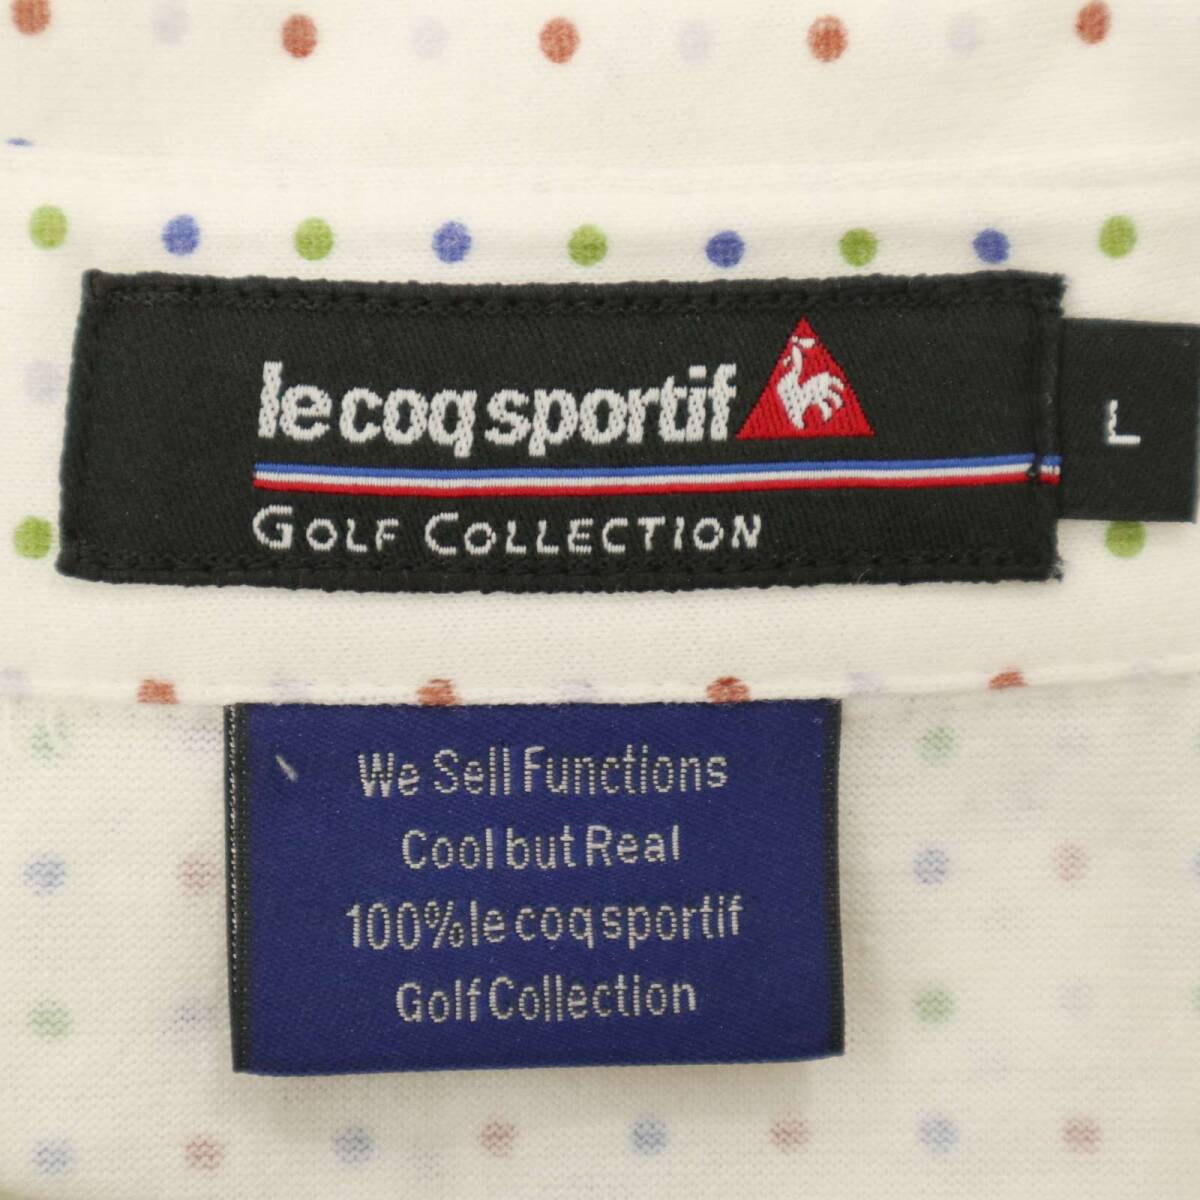 le coq sportif
GOLF COLLECTION
L
We Sell Functions
Cool but Real
100% le coq sportif
Golf Collection